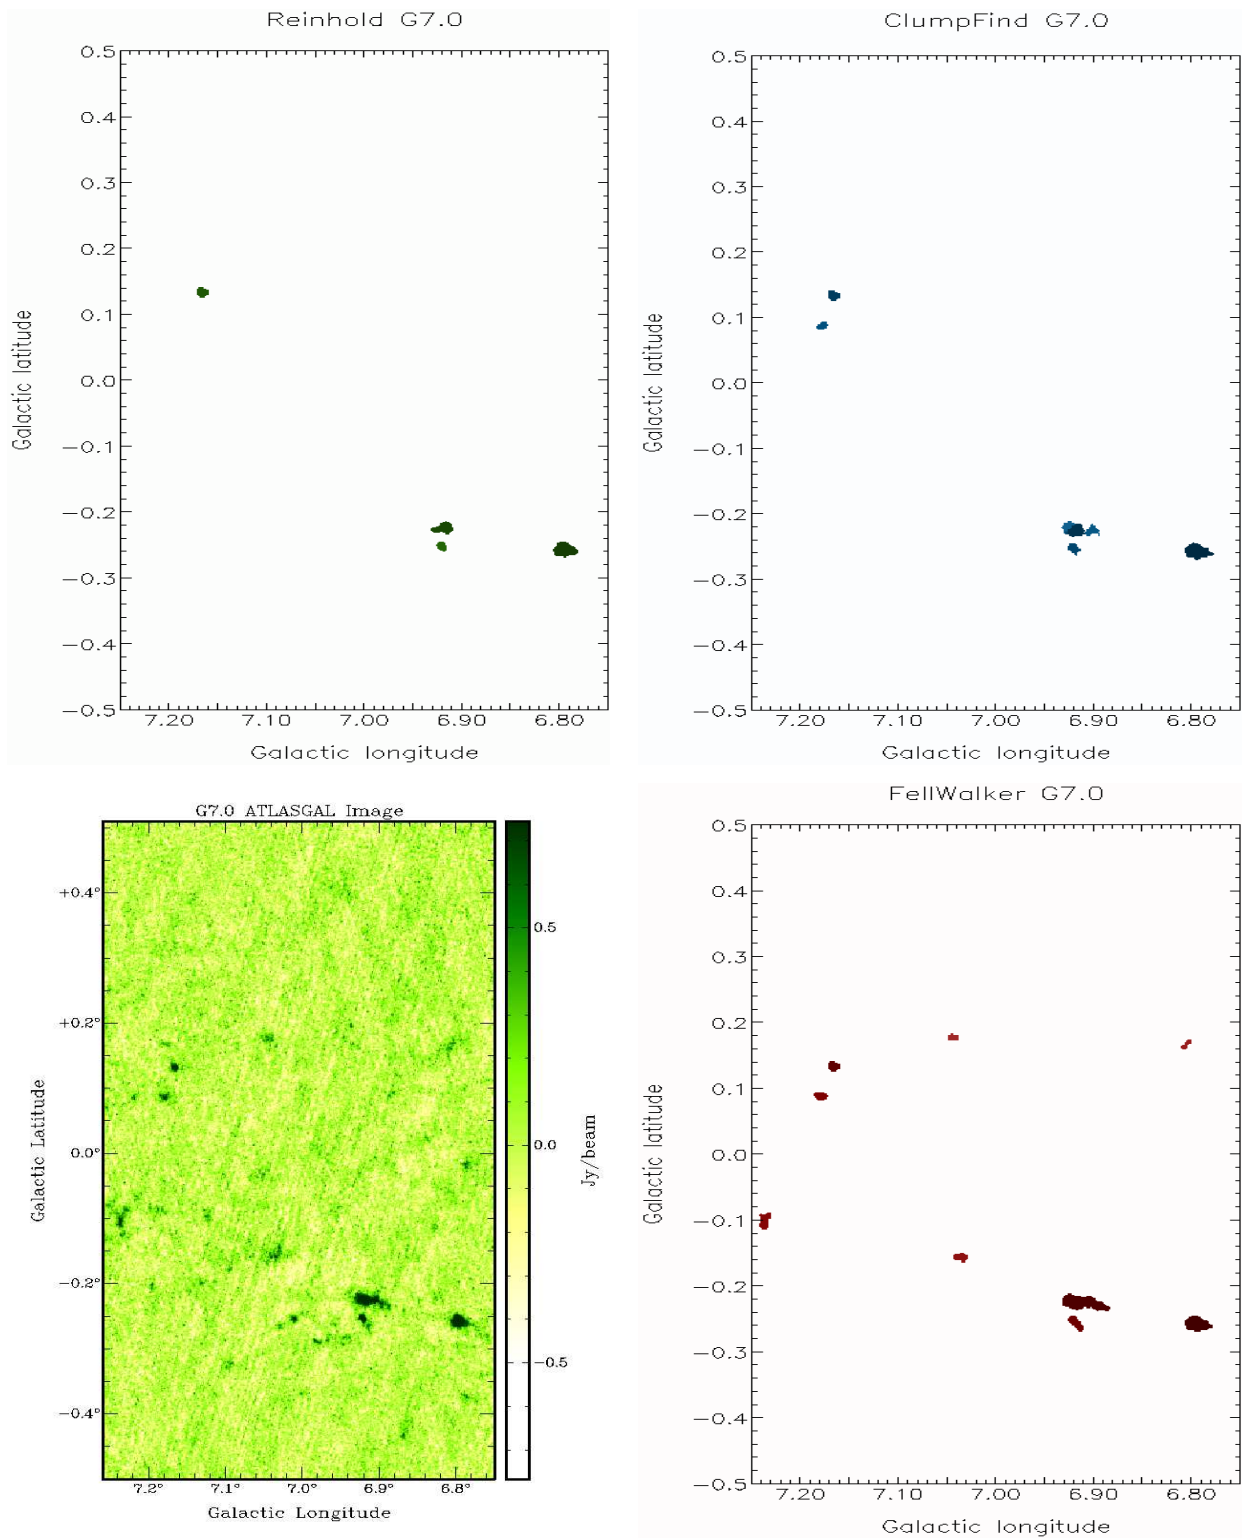 Reinhold G7.0
0.5
0.4
0.3
0.2
0.1
0.0
−0.1
−0.2
−0.3
−0.4
−0.5
7.20 7.10 7.00 6.90 6.80
Galactic latitude
Galactic longitude
ClumpFind G7.0
0.5
0.4
0.3
0.2
0.1
0.0
−0.1
−0.2
−0.3
−0.4
−0.5
7.20 7.10 7.00 6.90 6.80
Galactic latitude
Galactic longitude
G7.0 ATLASGAL Image
+0.4°
+0.2°
0.0°
−0.2°
−0.4°
7.2° 7.1° 7.0° 6.9° 6.8°
Galactic Latitude
Galactic Longitude
0.5
0.0
−0.5
Jy/beam
FellWalker G7.0
0.5
0.4
0.3
0.2
0.1
0.0
−0.1
−0.2
−0.3
−0.4
−0.5
7.20 7.10 7.00 6.90 6.80
Galactic latitude
Galactic longitude